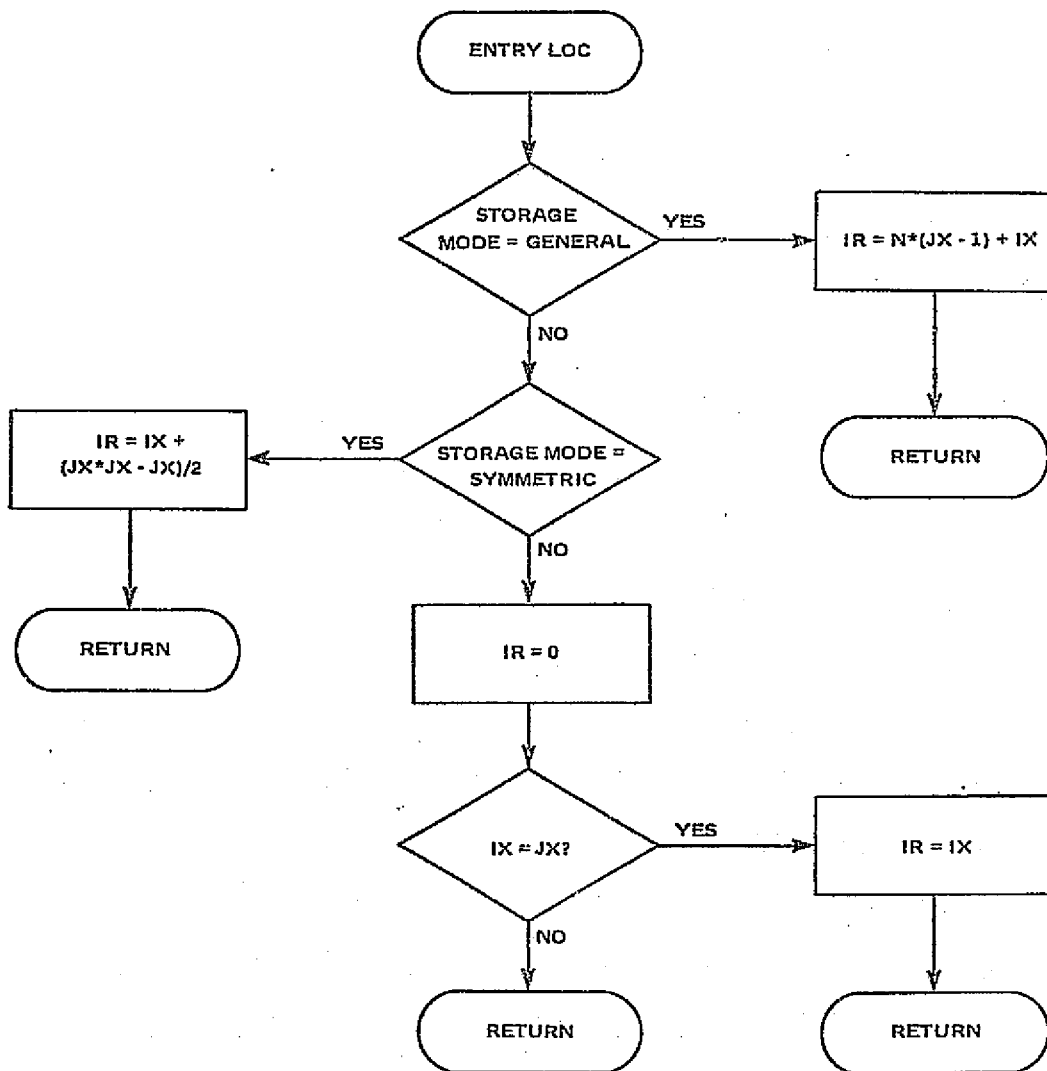 ENTRY LOC
STORAGE
MODE = GENERAL
YES
IR = N*(JX - 1) + IX
NO
RETURN
STORAGE MODE =
SYMMETRIC
YES
IR = IX +
(JX*JX - JX)/2
NO
RETURN
IR = 0
IX = JX?
YES
IR = IX
NO
RETURN
RETURN